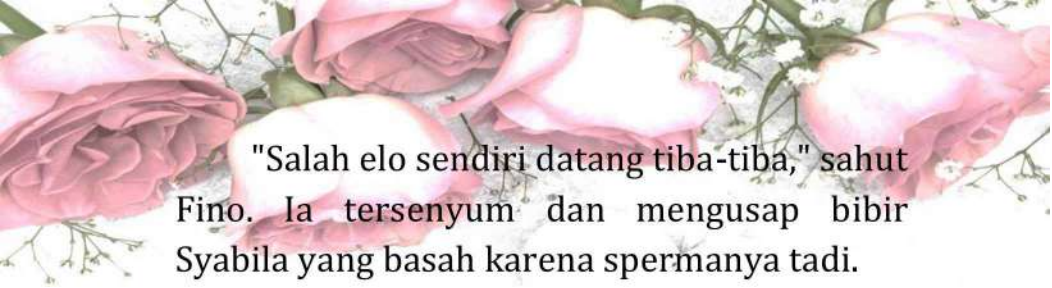 "Salah elo sendiri datang tiba-tiba," sahut
Fino. Ia tersenyum dan mengusap bibir
Syabila yang basah karena spermanya tadi.